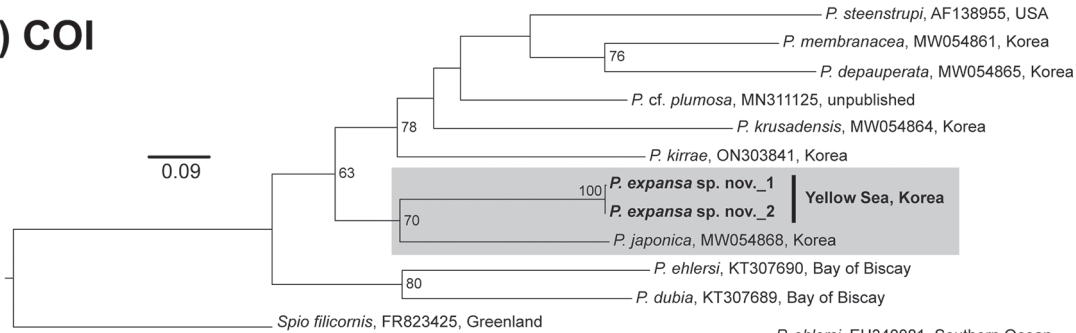 ) COI
P. steenstrupi, AF138955, USA
P. membranacea, MW054861, Korea
76
P. depauperata, MW054865, Korea
P. cf. plumosa, MN311125, unpublished
78
P. krusadensis, MW054864, Korea
P. kirrae, ON303841, Korea
0.09
63
100
P. expansa sp. nov._1
Yellow Sea, Korea
P. expansa sp. nov._2
70
P. japonica, MW054868, Korea
P. ehlersi, KT307690, Bay of Biscay
80
P. dubia, KT307689, Bay of Biscay
Spio filicornis, FR823425, Greenland